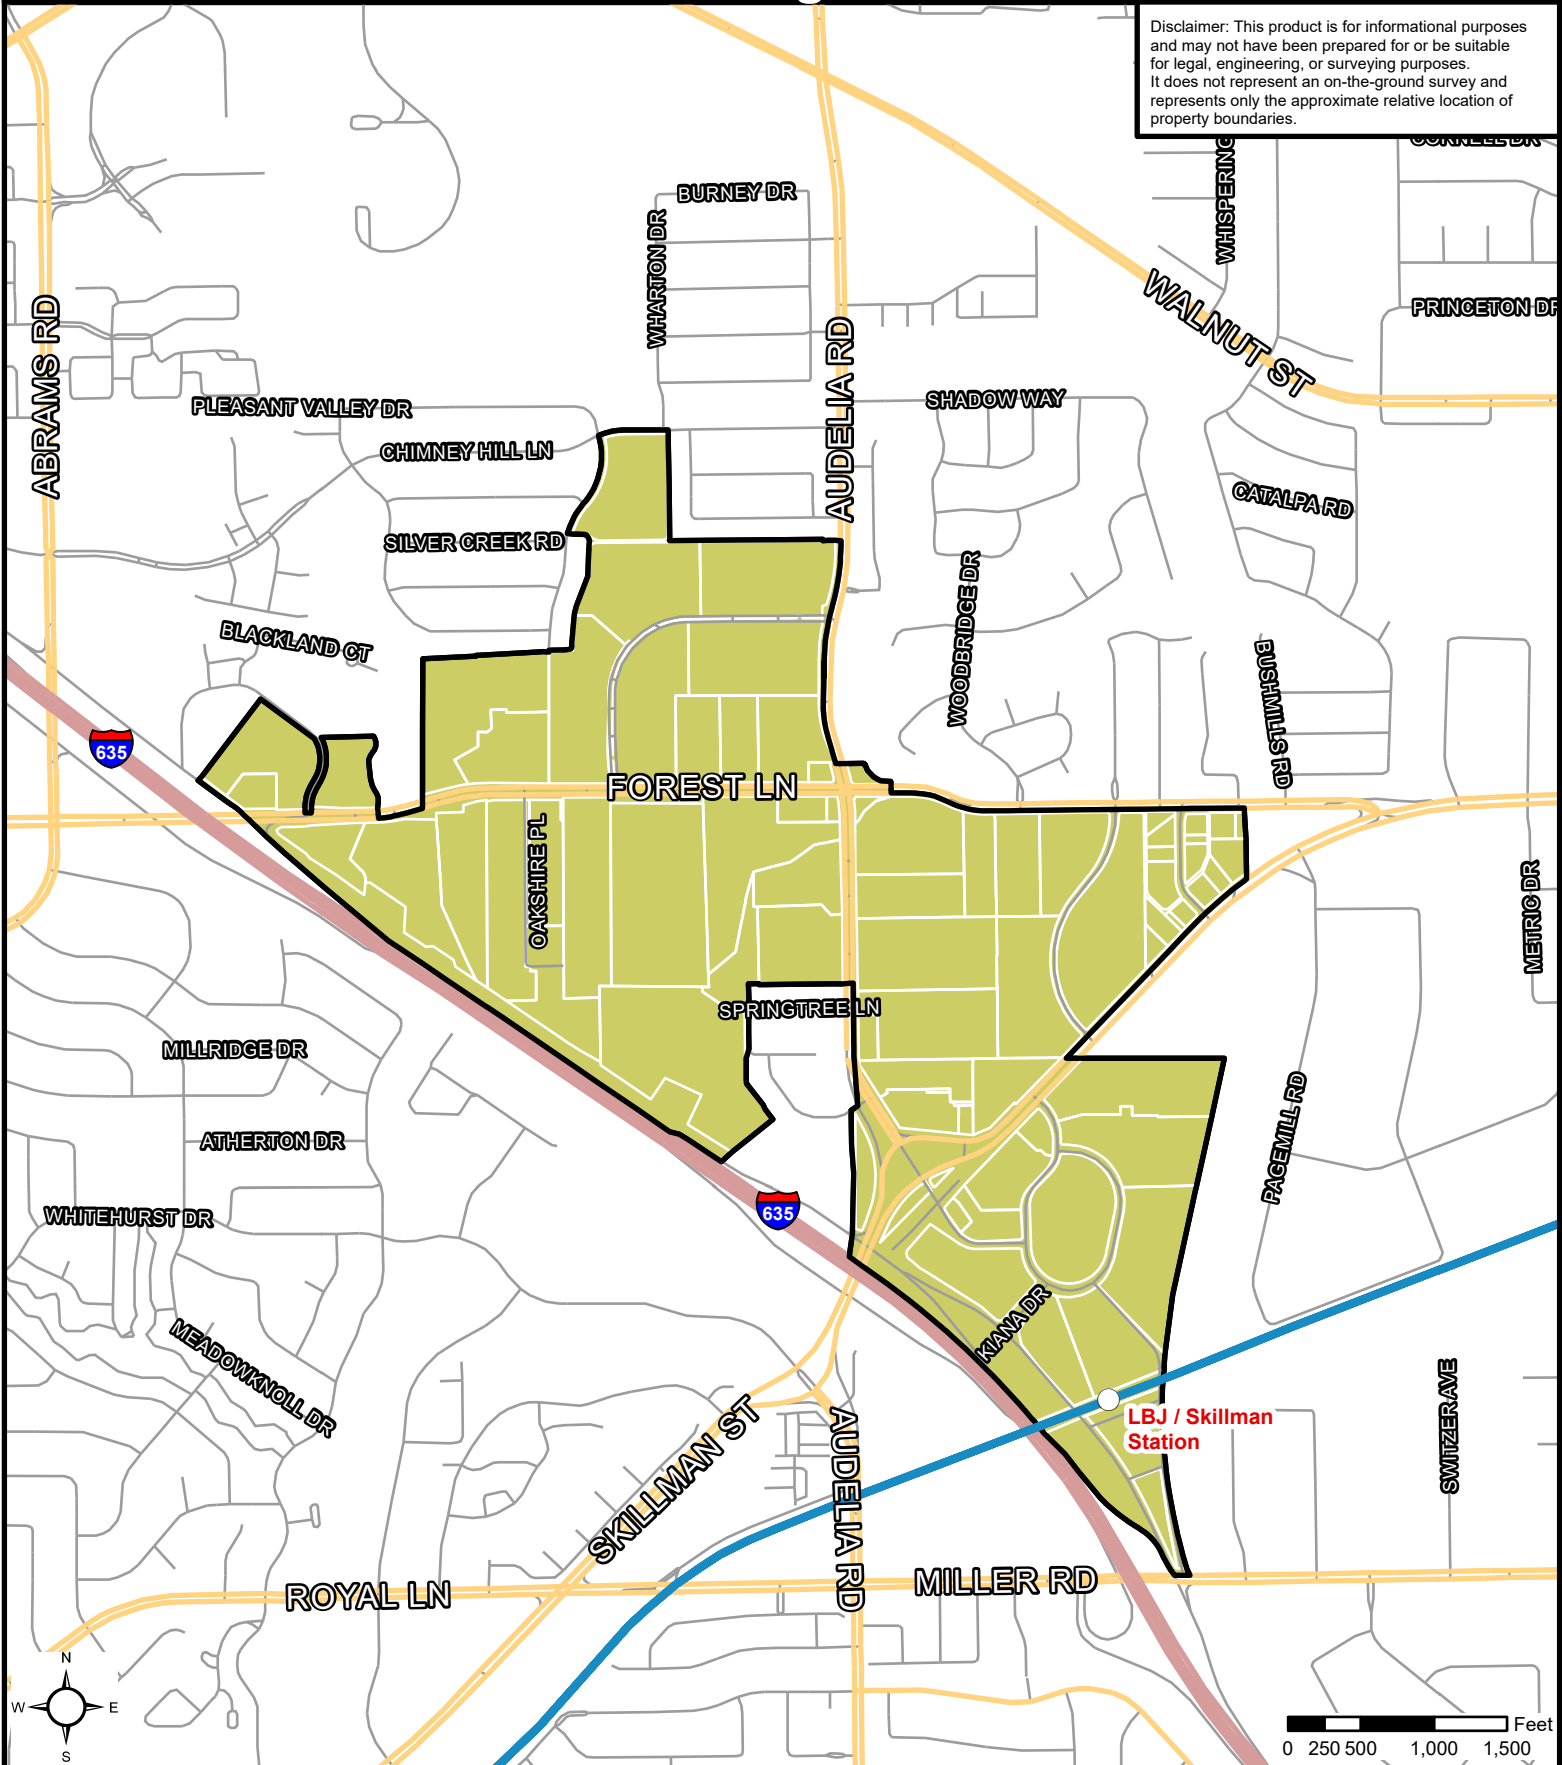 Disclaimer: This product is for informational purposes
and may not have been prepared for or be suitable
for legal, engineering, or surveying purposes.
It does not represent an on-the-ground survey and
represents only the approximate relative location of
property boundaries.
WHISPERING
BURNEY DR
WHARTON DR
WALNUT ST
PRINCETON DR
ABRAMS RD
AUDELIA RD
PLEASANT VALLEY DR
SHADOW WAY
CHIMNEY HILL LN
CATALPA RD
SILVER CREEK RD
WOODBRIDGE DR
BLACKLAND CT
BUSHMILLS RD
635
FOREST LN
OAKSHIRE PL
METRIC DR
SPRINGTREE LN
MILLRIDGE DR
PAGEMILL RD
ATHERTON DR
WHITEHURST DR
635
KIANA DR
MEADOWKNOLL DR
LBJ / Skillman
Station
SWITZER AVE
SKILLMAN ST
AUDELIA RD
MILLER RD
ROYAL LN
N
W E
S
Feet
0 250 500 1,000 1,500